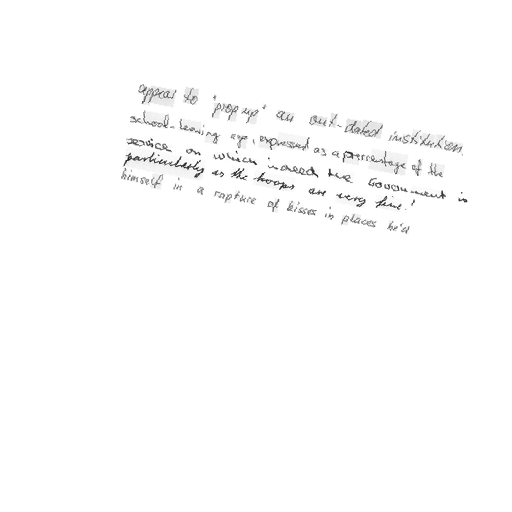 appear to "prop up" an out-dated institution.
school-leaving age, expressed as a percentage of the
service on which indeed the Government is
particularly as the troops are very fine!
himself in a rapture of kisses in places he'd